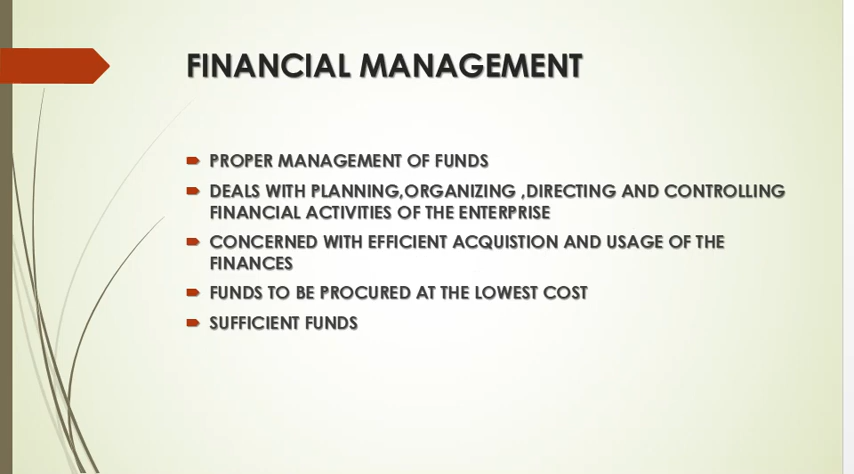 FINANCIAL MANAGEMENT
PROPER MANAGEMENT OF FUNDS
DEALS WITH PLANNING,ORGANIZING ,DIRECTING AND CONTROLLING
FINANCIAL ACTIVITIES OF THE ENTERPRISE
CONCERNED WITH EFFICIENT ACQUISTION AND USAGE OF THE
FINANCES
FUNDS TO BE PROCURED AT THE LOWEST COST
SUFFICIENT FUNDS